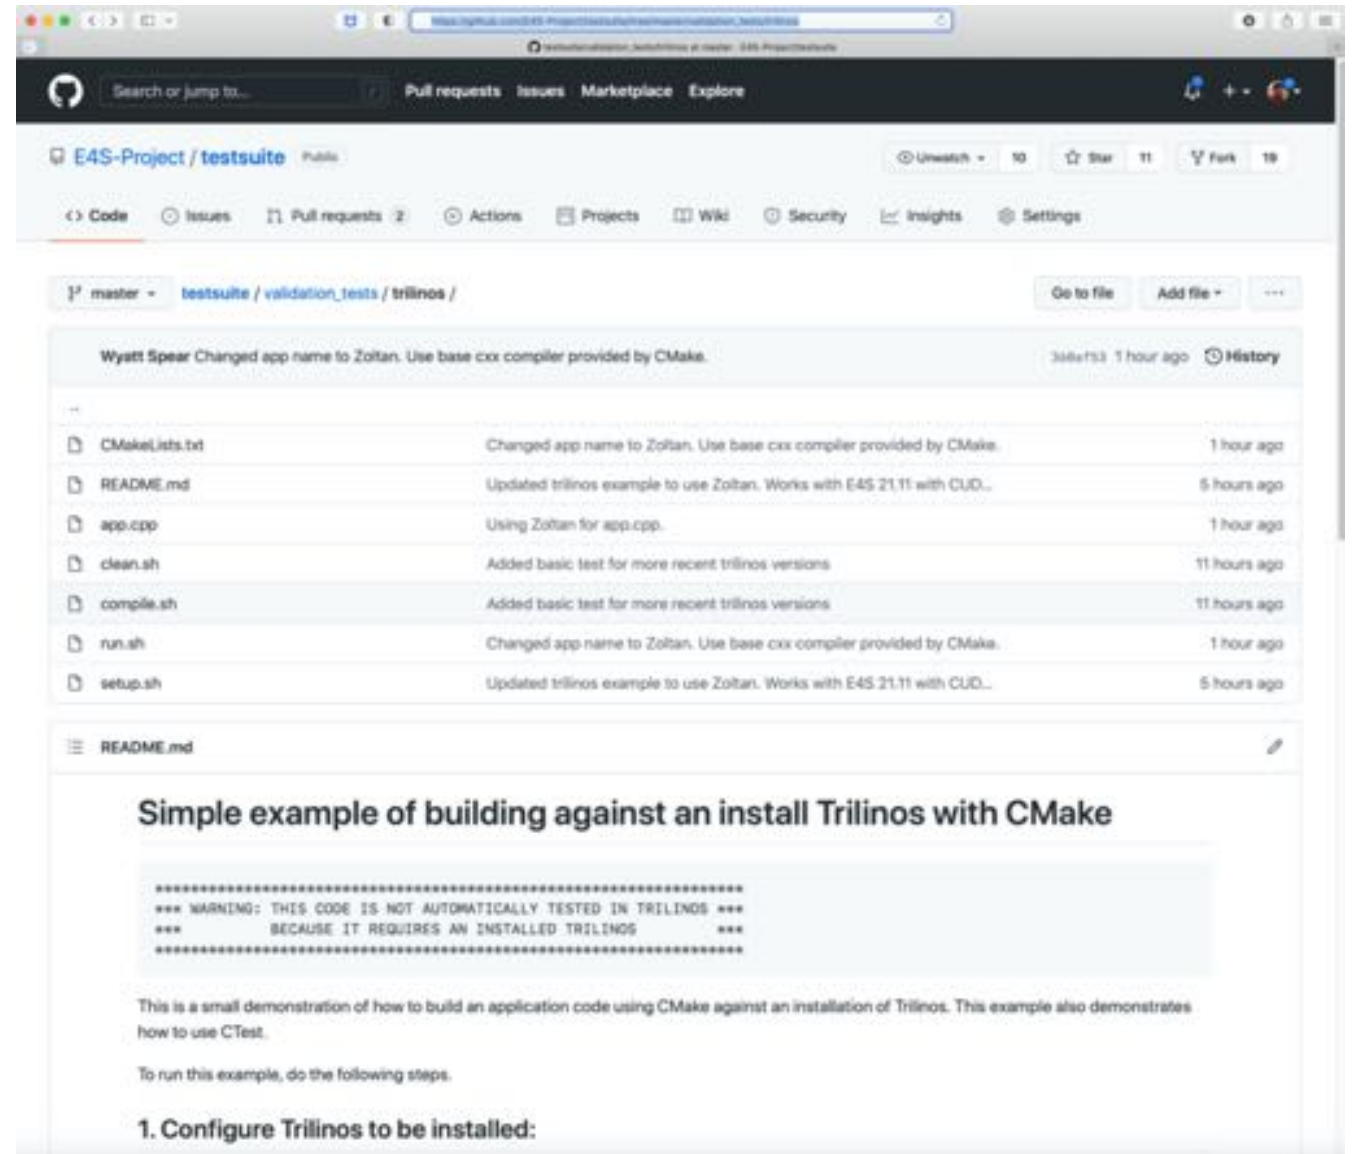 testsuite/validation_tests/trilinos at master · E4S-Project/testsuite
Search or jump to... /
Pull requests Issues Marketplace Explore
E4S-Project / testsuite Public
Unwatch 10 Star 11 Fork 19
Code Issues Pull requests 2 Actions Projects Wiki Security Insights Settings
master testsuite / validation_tests / trilinos /
Go to file Add file ...
Wyatt Spear Changed app name to Zoltan. Use base cxx compiler provided by CMake. 1 hour ago History
..
CMakeLists.txt Changed app name to Zoltan. Use base cxx compiler provided by CMake. 1 hour ago
README.md Updated trilinos example to use Zoltan. Works with E4S 21.11 with CUD... 5 hours ago
app.cpp Using Zoltan for app.cpp. 1 hour ago
clean.sh Added basic test for more recent trilinos versions 11 hours ago
compile.sh Added basic test for more recent trilinos versions 11 hours ago
run.sh Changed app name to Zoltan. Use base cxx compiler provided by CMake. 1 hour ago
setup.sh Updated trilinos example to use Zoltan. Works with E4S 21.11 with CUD... 5 hours ago
README.md
Simple example of building against an install Trilinos with CMake
******************************************************************
*** WARNING: THIS CODE IS NOT AUTOMATICALLY TESTED IN TRILINOS ***
*** BECAUSE IT REQUIRES AN INSTALLED TRILINOS ***
******************************************************************
This is a small demonstration of how to build an application code using CMake against an installation of Trilinos. This example also demonstrates
how to use CTest.
To run this example, do the following steps.
1. Configure Trilinos to be installed: